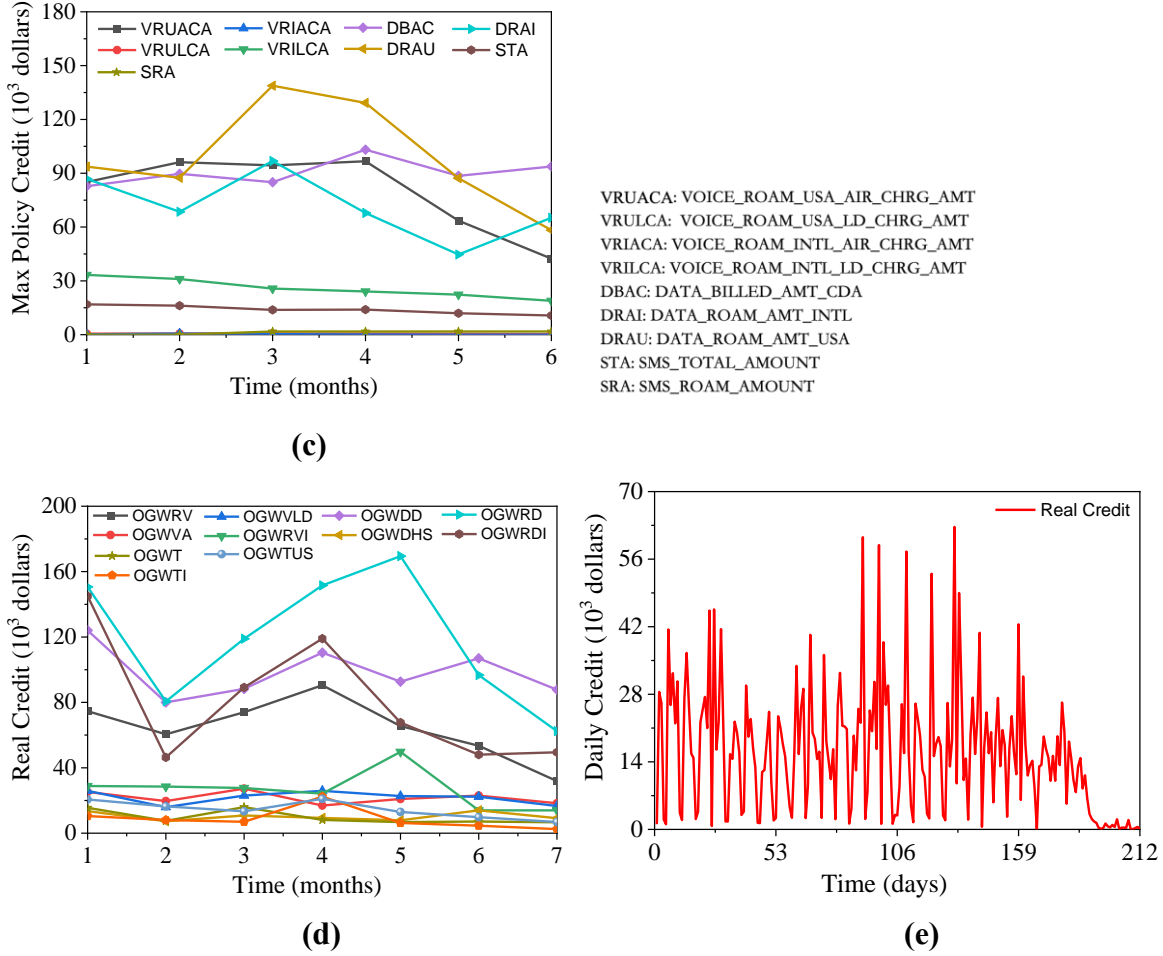 180
150
120
90
60
30
0
Max Policy Credit (10³ dollars)
VRUACA VRIACA DBAC DRAI
VRULCA VRILCA DRAU STA
SRA
1 2 3 4 5 6
Time (months)
(c)
VRUACA: VOICE_ROAM_USA_AIR_CHRG_AMT
VRULCA: VOICE_ROAM_USA_LD_CHRG_AMT
VRIACA: VOICE_ROAM_INTL_AIR_CHRG_AMT
VRILCA: VOICE_ROAM_INTL_LD_CHRG_AMT
DBAC: DATA_BILLED_AMT_CDA
DRAI: DATA_ROAM_AMT_INTL
DRAU: DATA_ROAM_AMT_USA
STA: SMS_TOTAL_AMOUNT
SRA: SMS_ROAM_AMOUNT
200
160
120
80
40
0
Real Credit (10³ dollars)
OGWRV OGWVLD OGWDD OGWRD
OGWVA OGWRVI OGWDHS OGWRDI
OGWT OGWTUS
OGWTI
1 2 3 4 5 6 7
Time (months)
(d)
70
56
42
28
14
0
Daily Credit (10³ dollars)
Real Credit
0 53 106 159 212
Time (days)
(e)